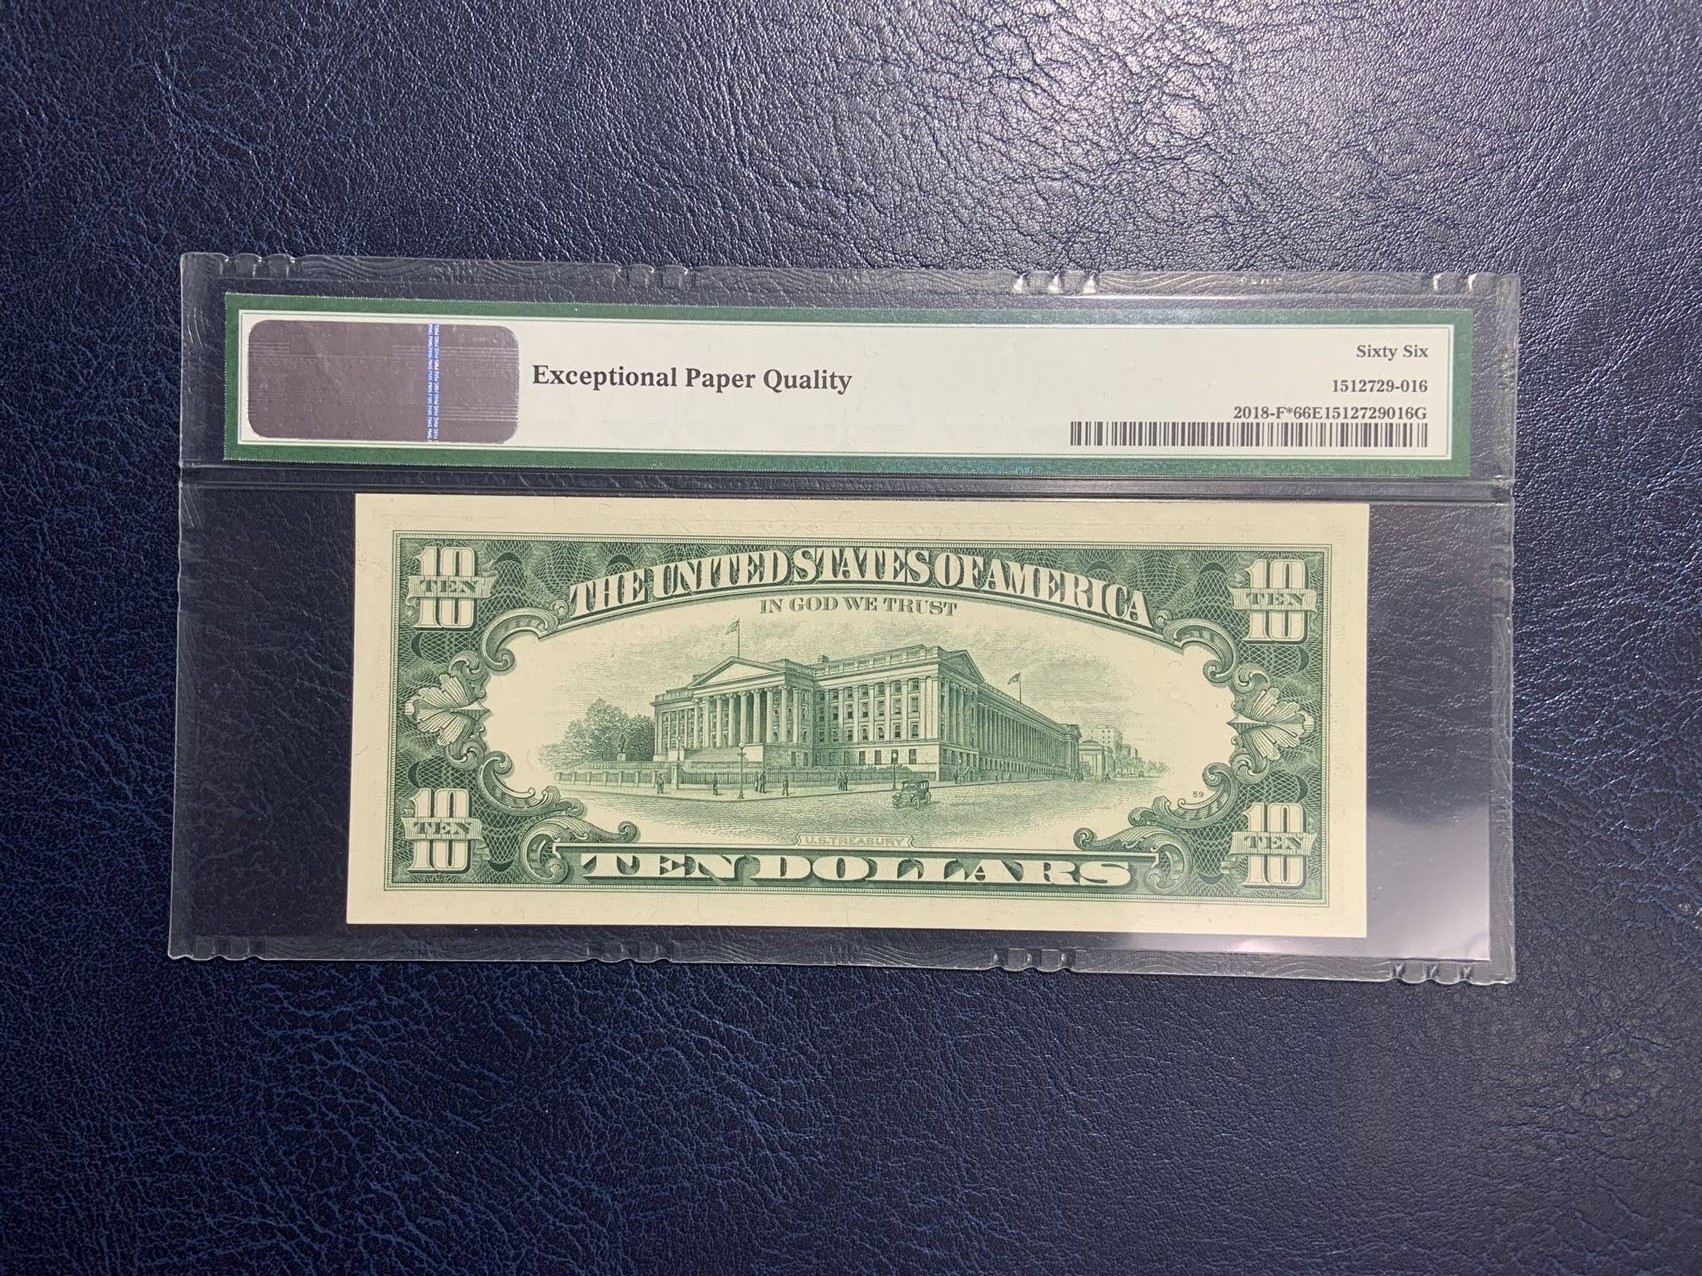 Exceptional Paper Quality
Sixty Six
1512729-016
2018-F*66E1512729016G
10
TEN
10
THE UNITED STATES OF AMERICA
IN GOD WE TRUST
10
TEN
10
59
10
TEN
10
U.S. TREASURY
TEN DOLLARS
10
TEN
10